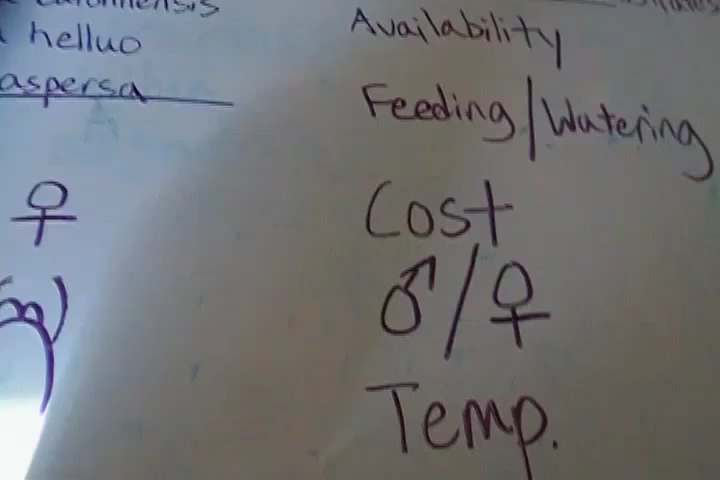 helluo
aspersa
♀
Availability
Feeding/Watering
Cost
♂/♀
Temp.